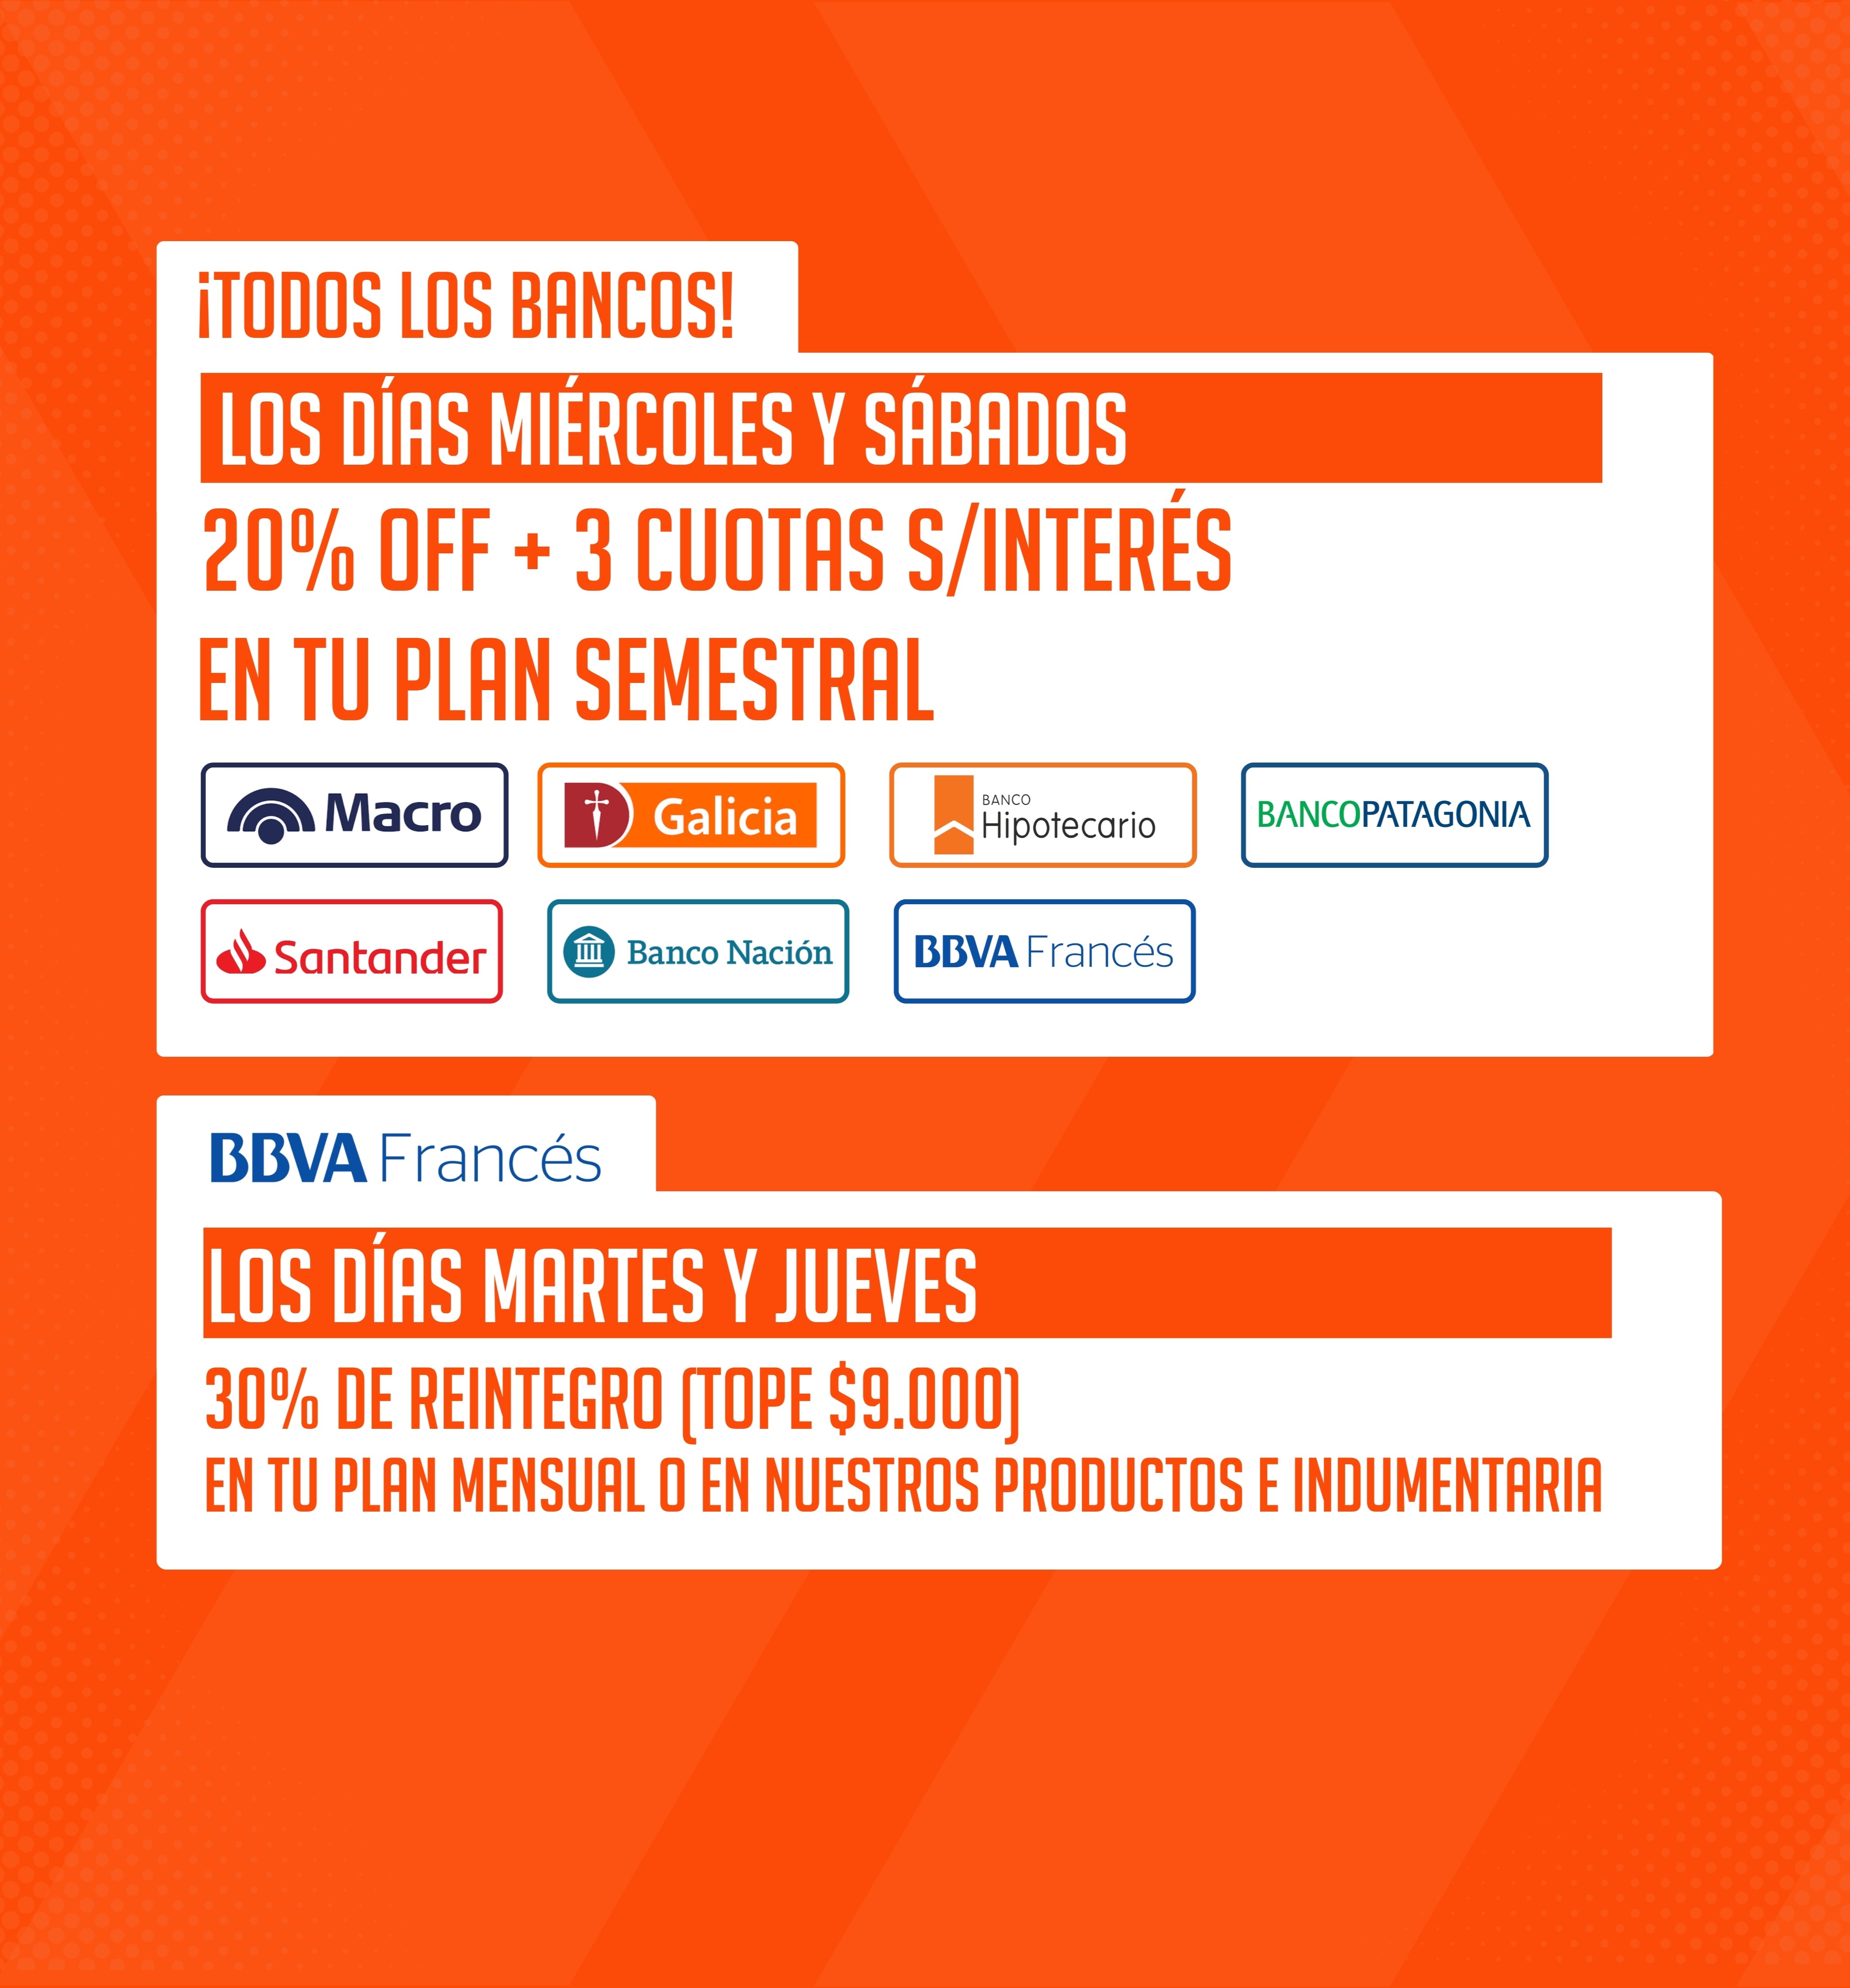 ¡TODOS LOS BANCOS!
LOS DÍAS MIÉRCOLES Y SÁBADOS
20% OFF + 3 CUOTAS S/INTERÉS
EN TU PLAN SEMESTRAL
Macro
Galicia
BANCO
Hipotecario
BANCOPATAGONIA
Santander
Banco Nación
BBVA Francés
BBVA Francés
LOS DÍAS MARTES Y JUEVES
30% DE REINTEGRO (TOPE $9.000)
EN TU PLAN MENSUAL O EN NUESTROS PRODUCTOS E INDUMENTARIA